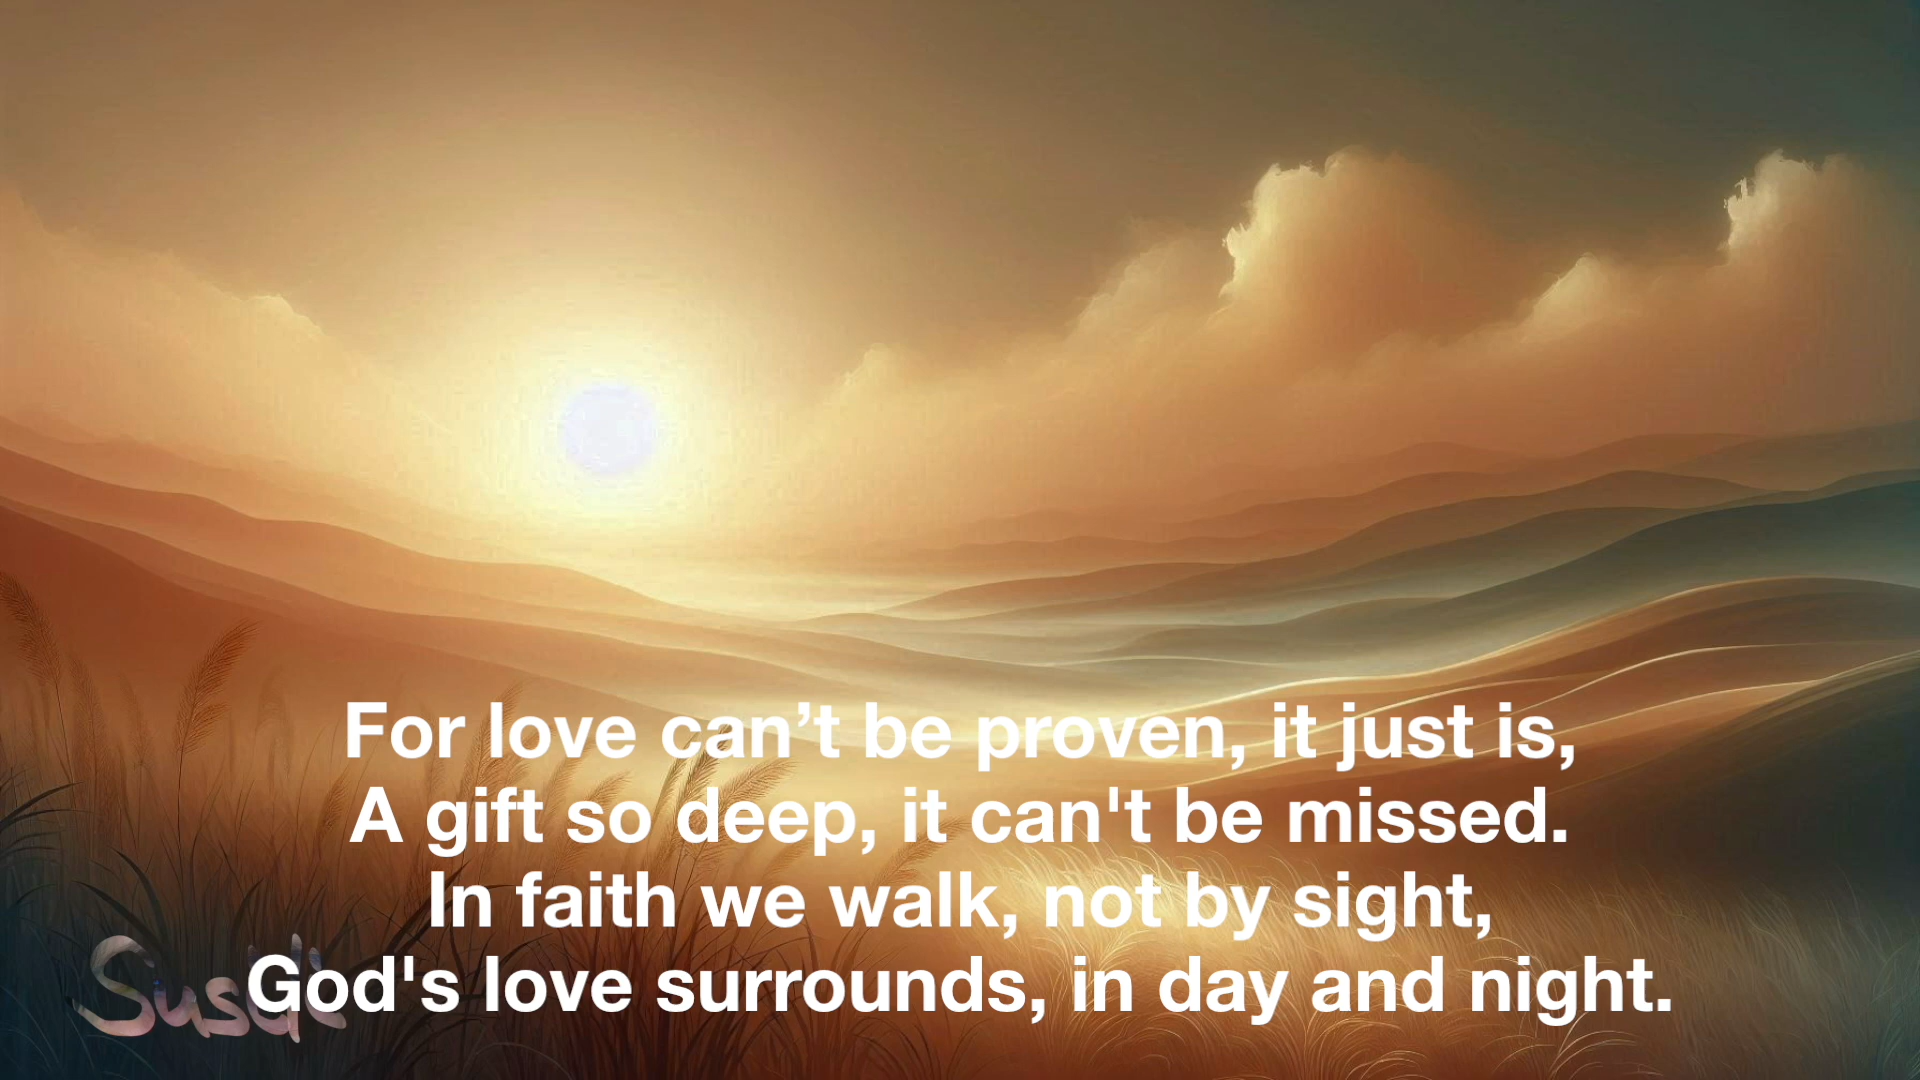 For love can’t be proven, it just is,
A gift so deep, it can't be missed.
In faith we walk, not by sight,
God's love surrounds, in day and night.